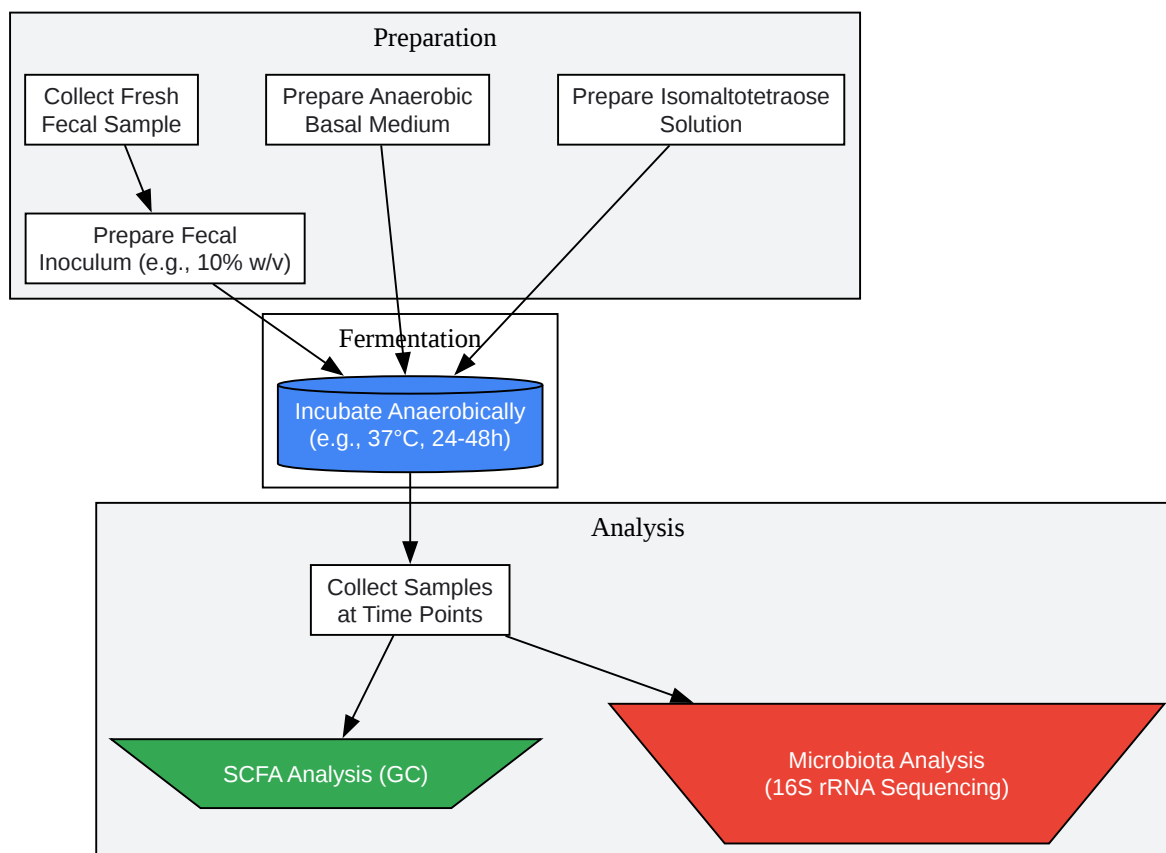 Preparation
Collect Fresh
Fecal Sample
Prepare Anaerobic
Basal Medium
Prepare Isomaltotetraose
Solution
Prepare Fecal
Inoculum (e.g., 10% w/v)
Fermentation
Incubate Anaerobically
(e.g., 37°C, 24-48h)
Analysis
Collect Samples
at Time Points
SCFA Analysis (GC)
Microbiota Analysis
(16S rRNA Sequencing)